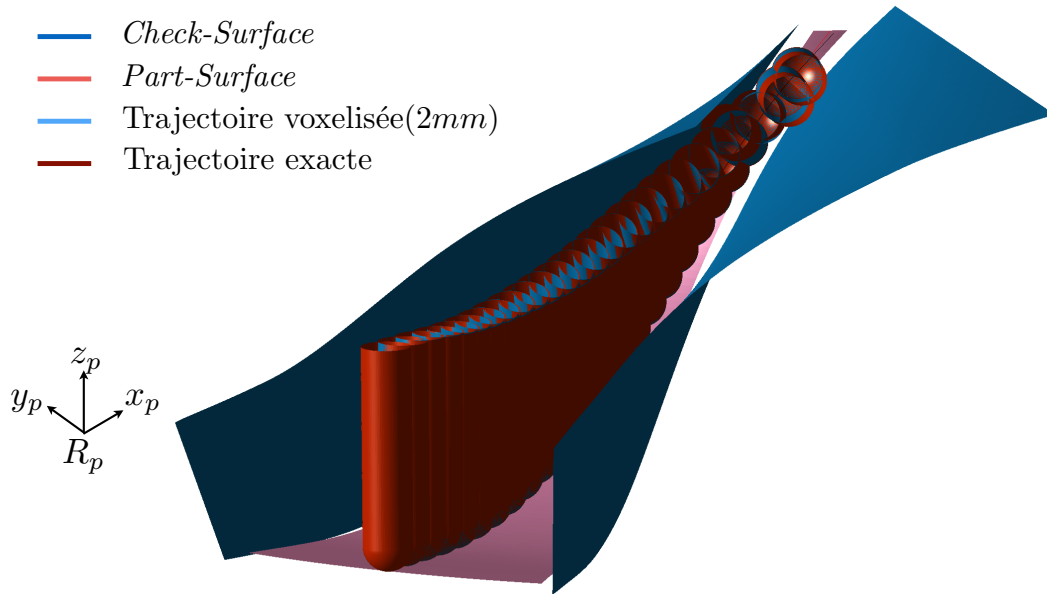 Check-Surface
Part-Surface
Trajectoire voxelisée(2mm)
Trajectoire exacte
z_p
y_p x_p
R_p